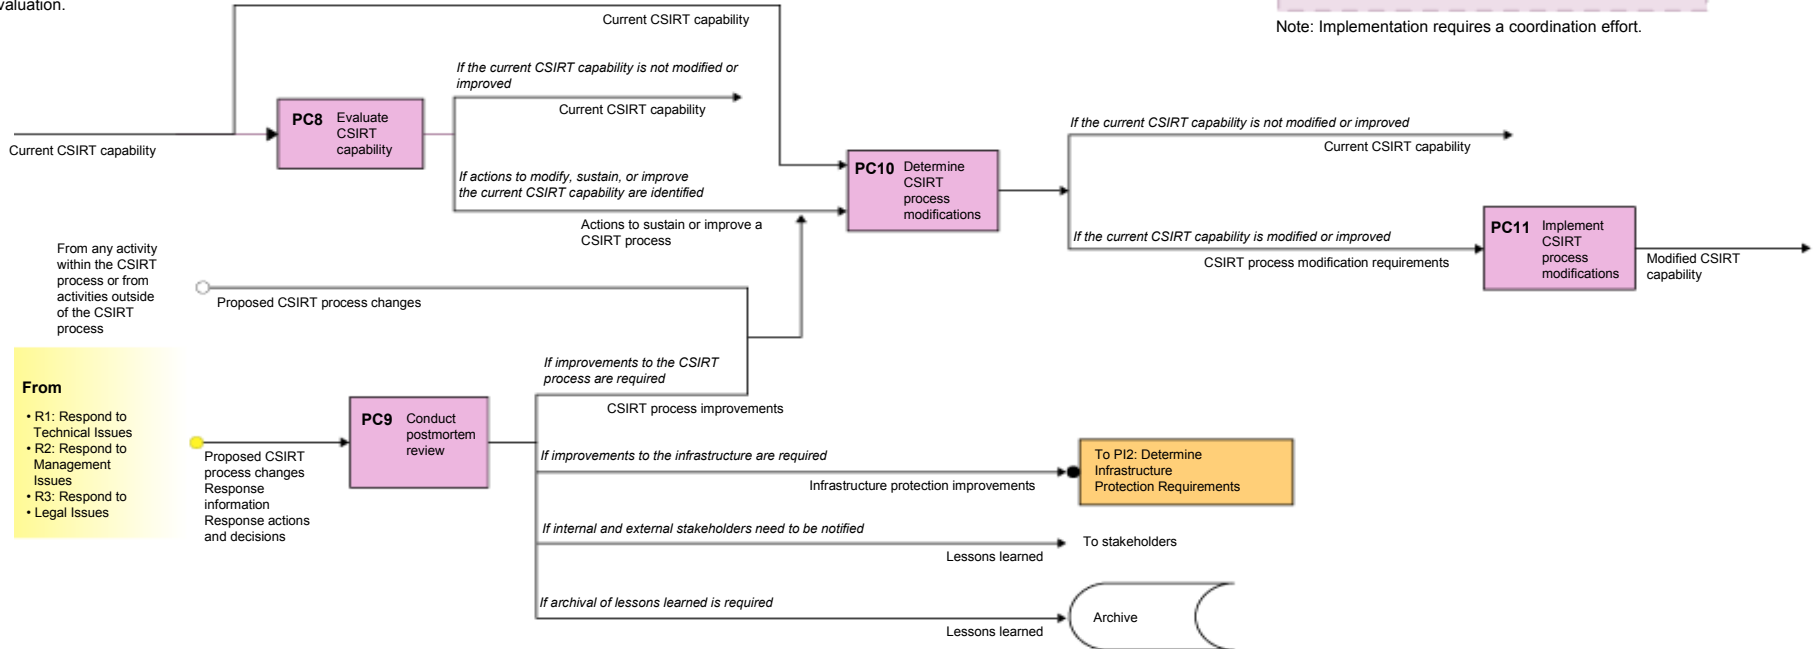 valuation.
Current CSIRT capability
Note: Implementation requires a coordination effort.
If the current CSIRT capability is not modified or
improved
Current CSIRT capability
PC8 Evaluate
CSIRT
capability
Current CSIRT capability
If actions to modify, sustain, or improve
the current CSIRT capability are identified
Actions to sustain or improve a
CSIRT process
PC10 Determine
CSIRT
process
modifications
If the current CSIRT capability is not modified or improved
Current CSIRT capability
If the current CSIRT capability is modified or improved
CSIRT process modification requirements
PC11 Implement
CSIRT
process
modifications
Modified CSIRT
capability
From any activity
within the CSIRT
process or from
activities outside
of the CSIRT
process
Proposed CSIRT process changes
From
• R1: Respond to
Technical Issues
• R2: Respond to
Management
Issues
• R3: Respond to
• Legal Issues
Proposed CSIRT
process changes
Response
information
Response actions
and decisions
PC9 Conduct
postmortem
review
If improvements to the CSIRT
process are required
CSIRT process improvements
If improvements to the infrastructure are required
Infrastructure protection improvements
To PI2: Determine
Infrastructure
Protection Requirements
If internal and external stakeholders need to be notified
Lessons learned
To stakeholders
If archival of lessons learned is required
Lessons learned
Archive